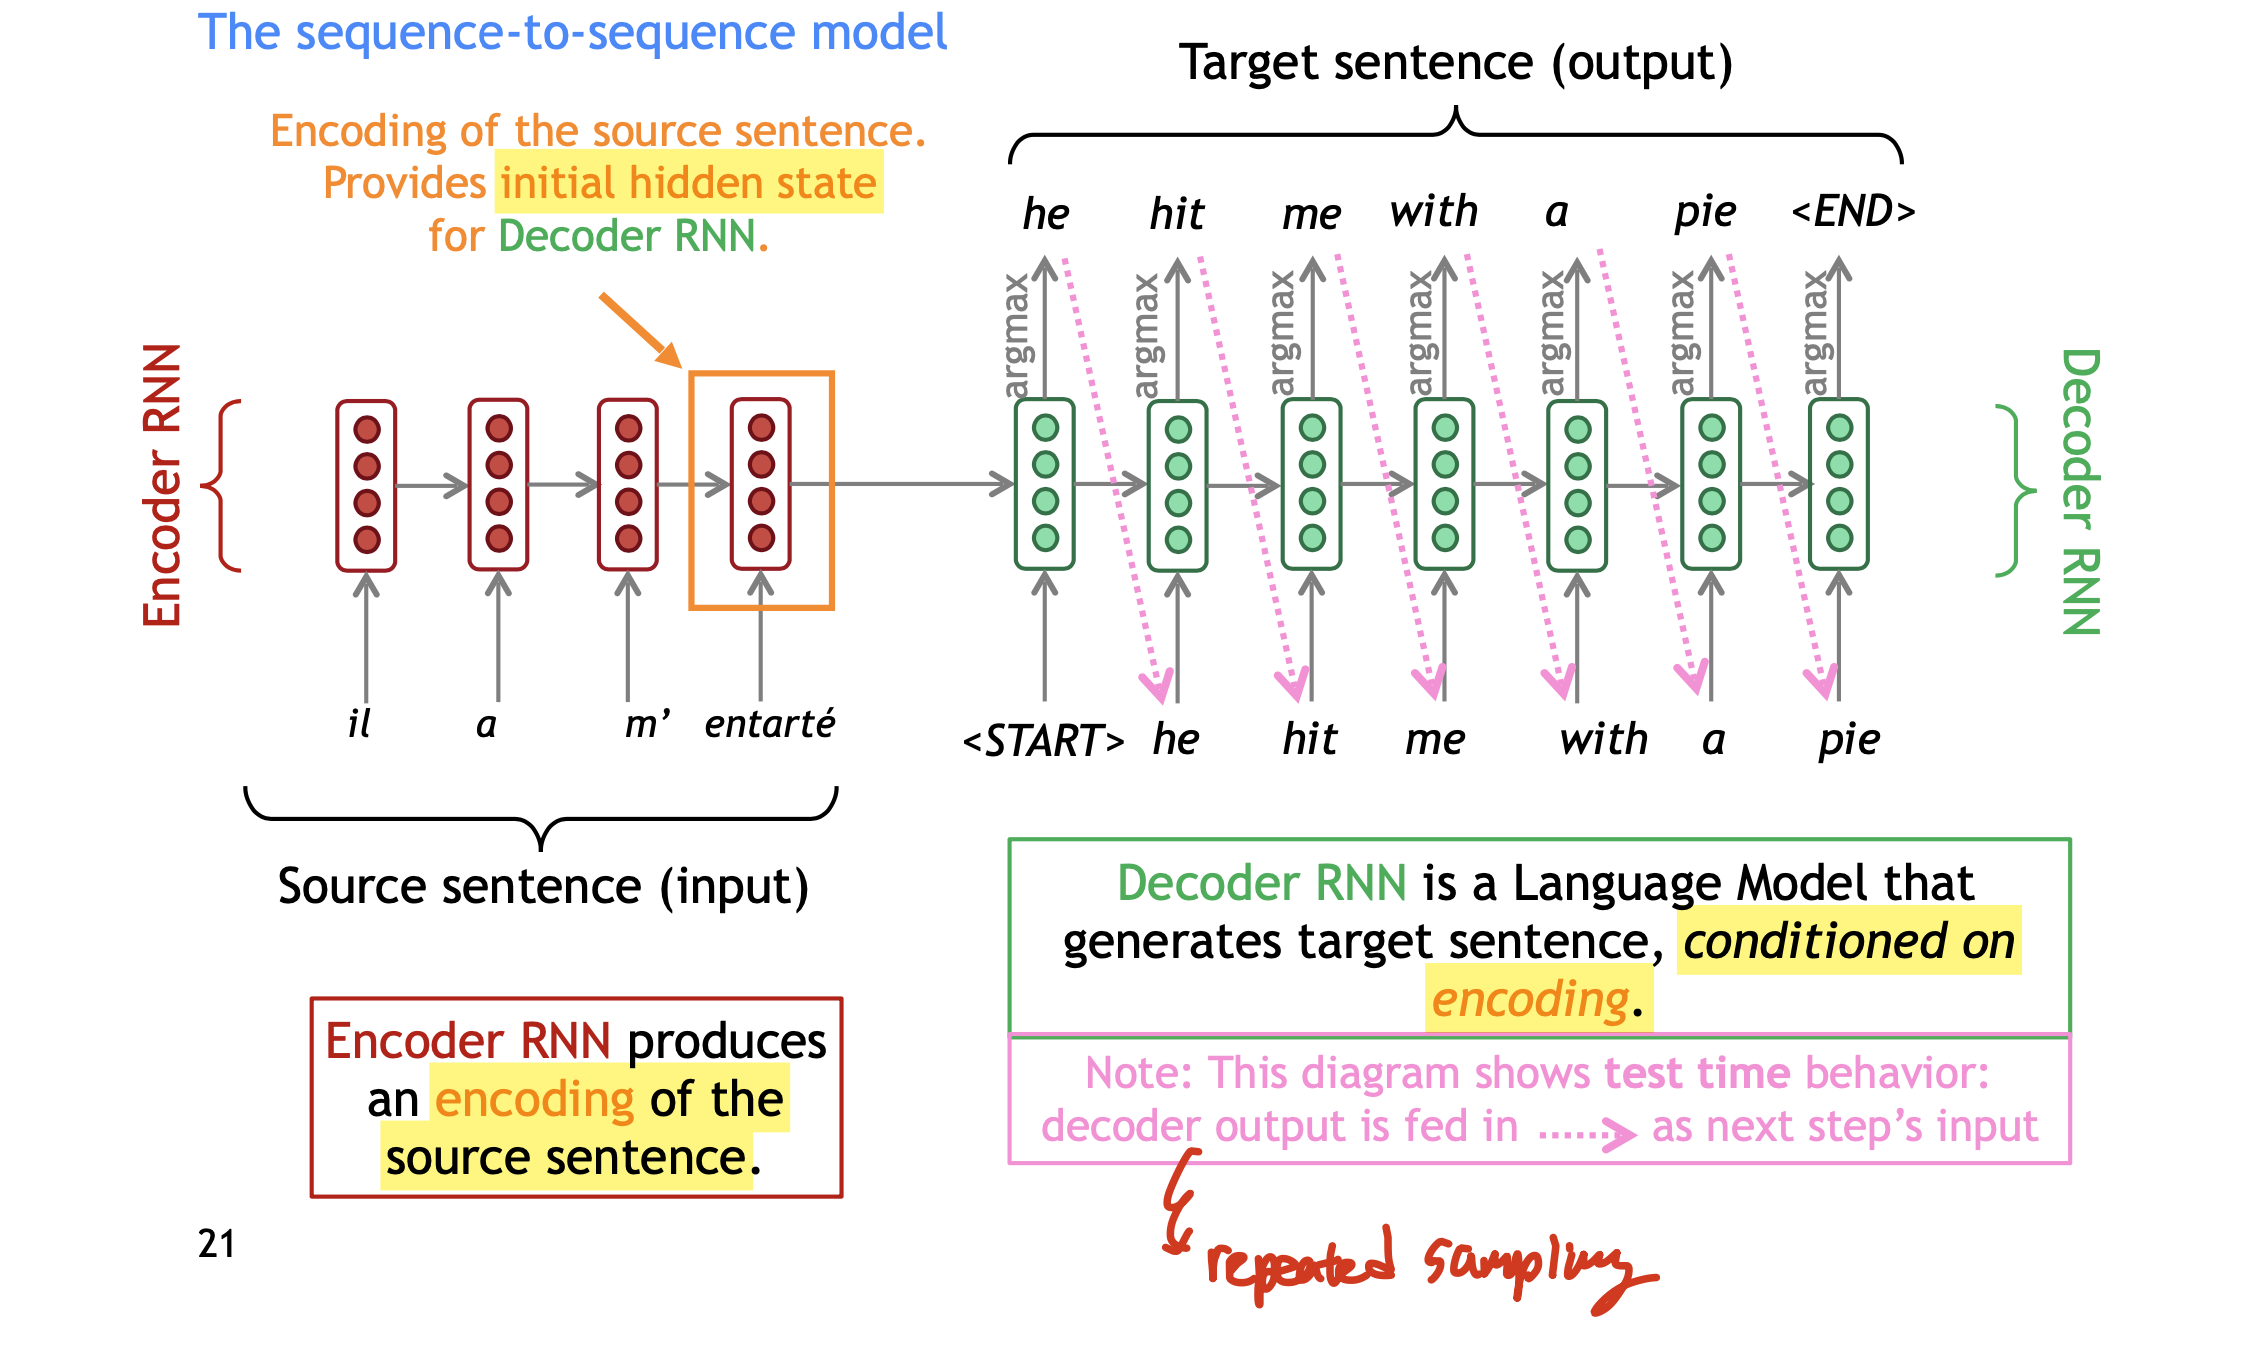 The sequence-to-sequence model
Target sentence (output)
Encoding of the source sentence.
Provides initial hidden state
for Decoder RNN.
he hit me with a pie <END>
argmax argmax argmax argmax argmax argmax argmax
Encoder RNN
Decoder RNN
il a m’ entarté
<START> he hit me with a pie
Source sentence (input)
Decoder RNN is a Language Model that
generates target sentence, conditioned on
encoding.
Encoder RNN produces
an encoding of the
source sentence.
Note: This diagram shows test time behavior:
decoder output is fed in as next step’s input
21
repeated sampling